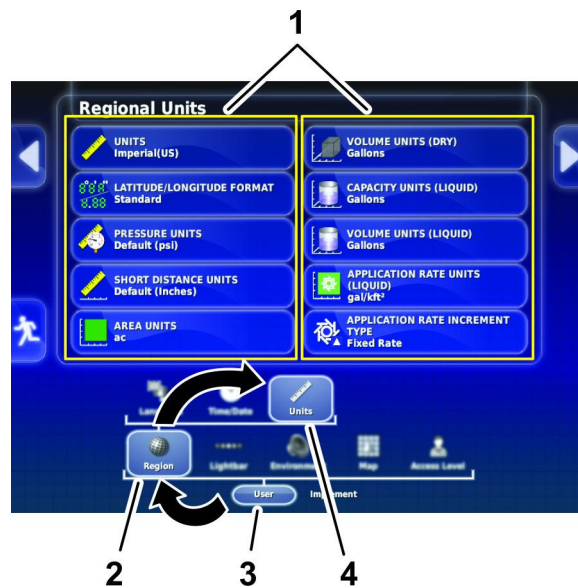 1
Regional Units
UNITS
Imperial(US)
VOLUME UNITS (DRY)
Gallons
LATITUDE/LONGITUDE FORMAT
Standard
CAPACITY UNITS (LIQUID)
Gallons
PRESSURE UNITS
Default (psi)
VOLUME UNITS (LIQUID)
Gallons
SHORT DISTANCE UNITS
Default (Inches)
APPLICATION RATE UNITS
(LIQUID)
gal/kft²
AREA UNITS
ac
APPLICATION RATE INCREMENT
TYPE
Fixed Rate
Time/Date
Units
Region
Lightbar
Map
Access Level
User
2
3
4